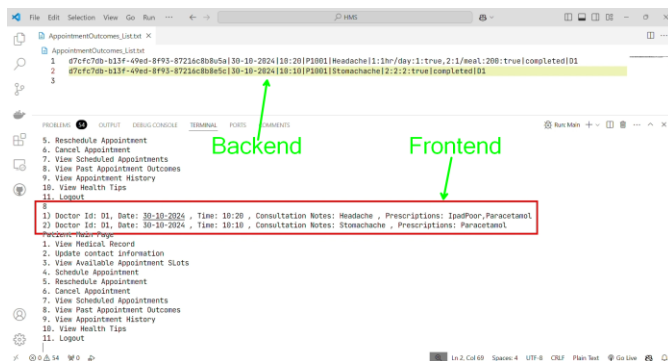 File Edit Selection View Go Run ... HMS
AppointmentOutcomes_List.txt
AppointmentOutcomes_List.txt
1 d7cfc7db-b13f-49ed-8f93-87216c8b8u5a|30-10-2024|10:20|P1001|Headache|1:1hr/day:1:true,2:1/meal:200:true|completed|D1
2 d7cfc7db-b13f-49ed-8f93-87216c8b8e5c|30-10-2024|10:10|P1001|Stomachache|2:2:2:true|completed|D1
3
PROBLEMS 54 OUTPUT DEBUG CONSOLE TERMINAL PORTS COMMENTS Run: Main
Backend Frontend
5. Reschedule Appointment
6. Cancel Appointment
7. View Scheduled Appointments
8. View Past Appointment Outcomes
9. View Appointment History
10. View Health Tips
11. Logout
8
1) Doctor Id: D1, Date: 30-10-2024 , Time: 10:20 , Consultation Notes: Headache , Prescriptions: IpadPoor,Paracetamol
2) Doctor Id: D1, Date: 30-10-2024 , Time: 10:10 , Consultation Notes: Stomachache , Prescriptions: Paracetamol
Patient Main Page
1. View Medical Record
2. Update contact information
3. View Available Appointment SLots
4. Schedule Appointment
5. Reschedule Appointment
6. Cancel Appointment
7. View Scheduled Appointments
8. View Past Appointment Outcomes
9. View Appointment History
10. View Health Tips
11. Logout
0 54 0 Ln 2, Col 69 Spaces: 4 UTF-8 CRLF Plain Text Go Live